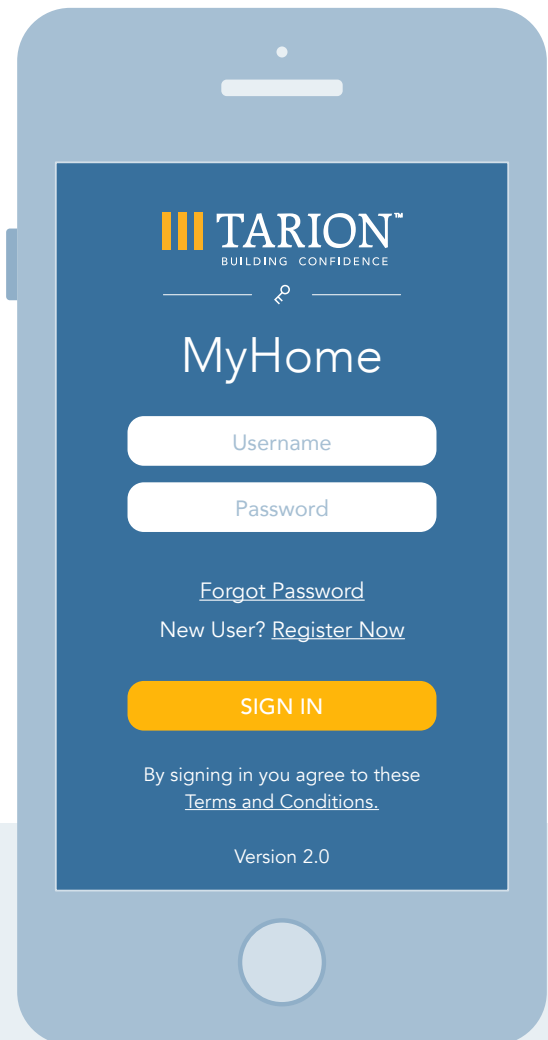 TARION™
BUILDING CONFIDENCE
MyHome
Username
Password
Forgot Password
New User? Register Now
SIGN IN
By signing in you agree to these
Terms and Conditions.
Version 2.0